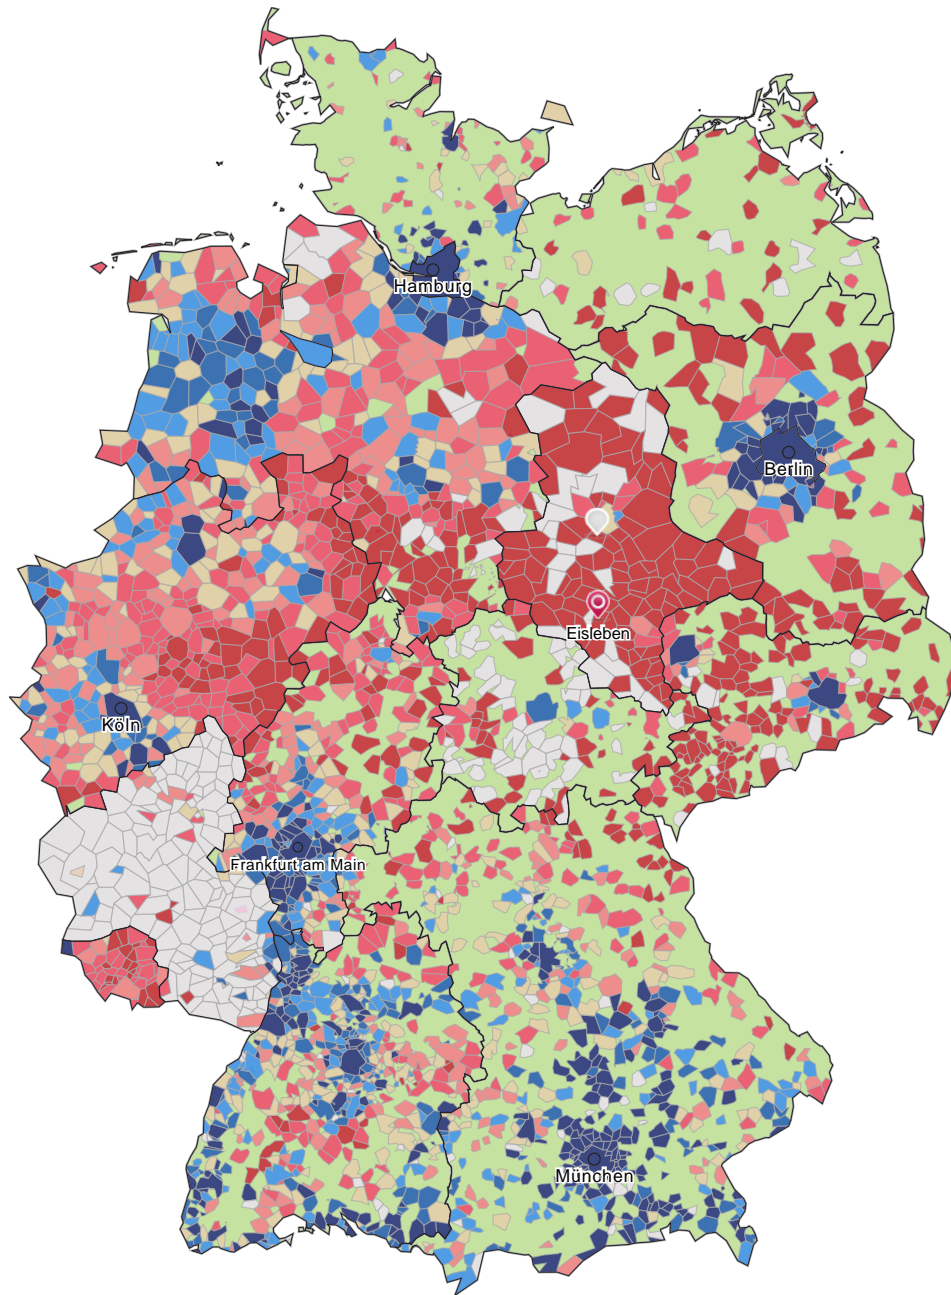 Hamburg
Berlin
Eisleben
Köln
Frankfurt am Main
München